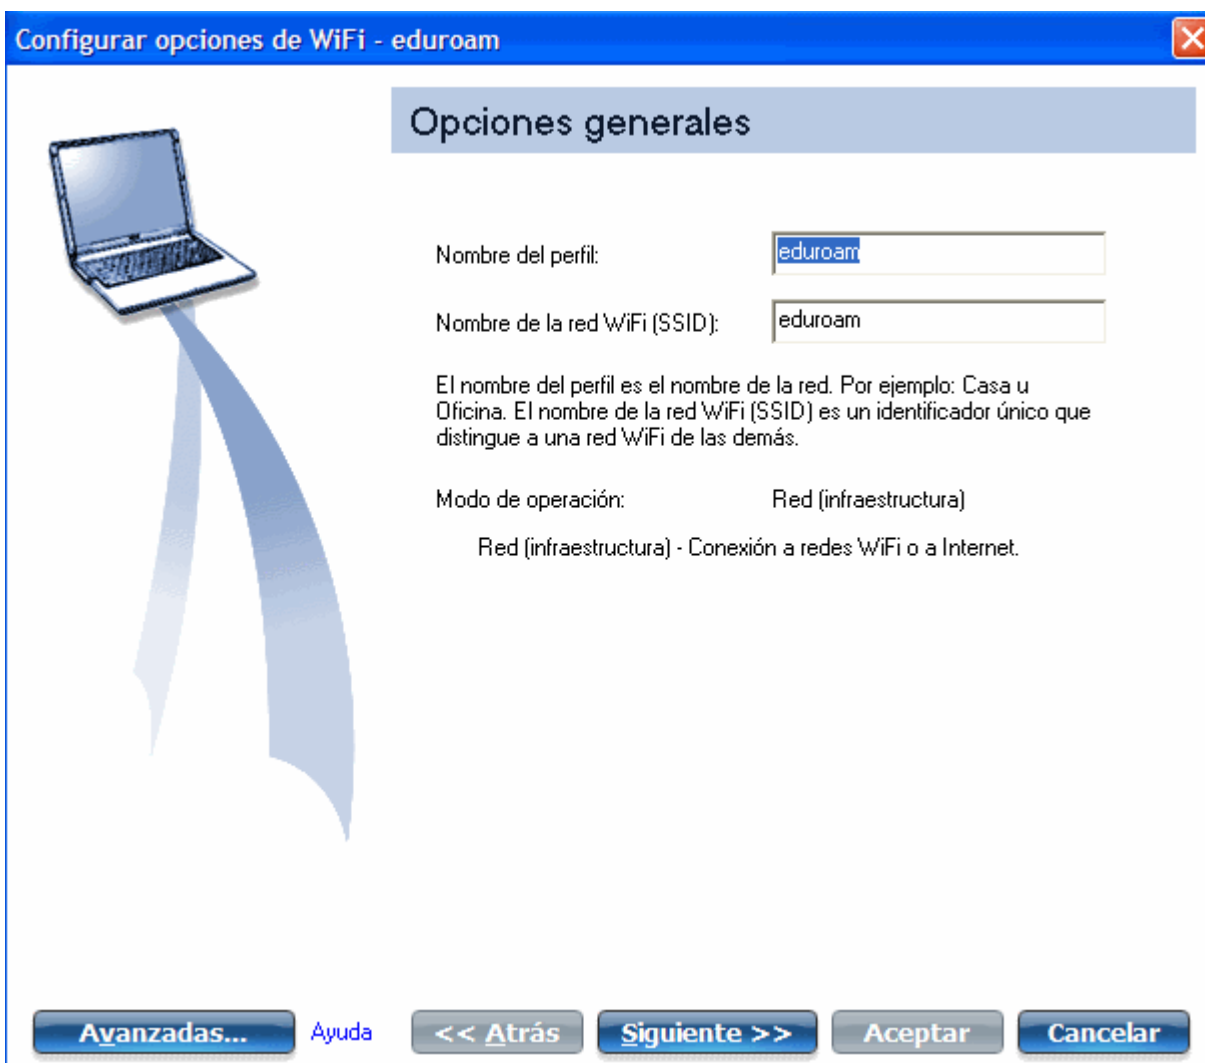 Configurar opciones de WiFi - eduroam
Opciones generales
Nombre del perfil: eduroam
Nombre de la red WiFi (SSID): eduroam
El nombre del perfil es el nombre de la red. Por ejemplo: Casa u
Oficina. El nombre de la red WiFi (SSID) es un identificador único que
distingue a una red WiFi de las demás.
Modo de operación: Red (infraestructura)
Red (infraestructura) - Conexión a redes WiFi o a Internet.
Avanzadas... Ayuda << Atrás Siguiente >> Aceptar Cancelar